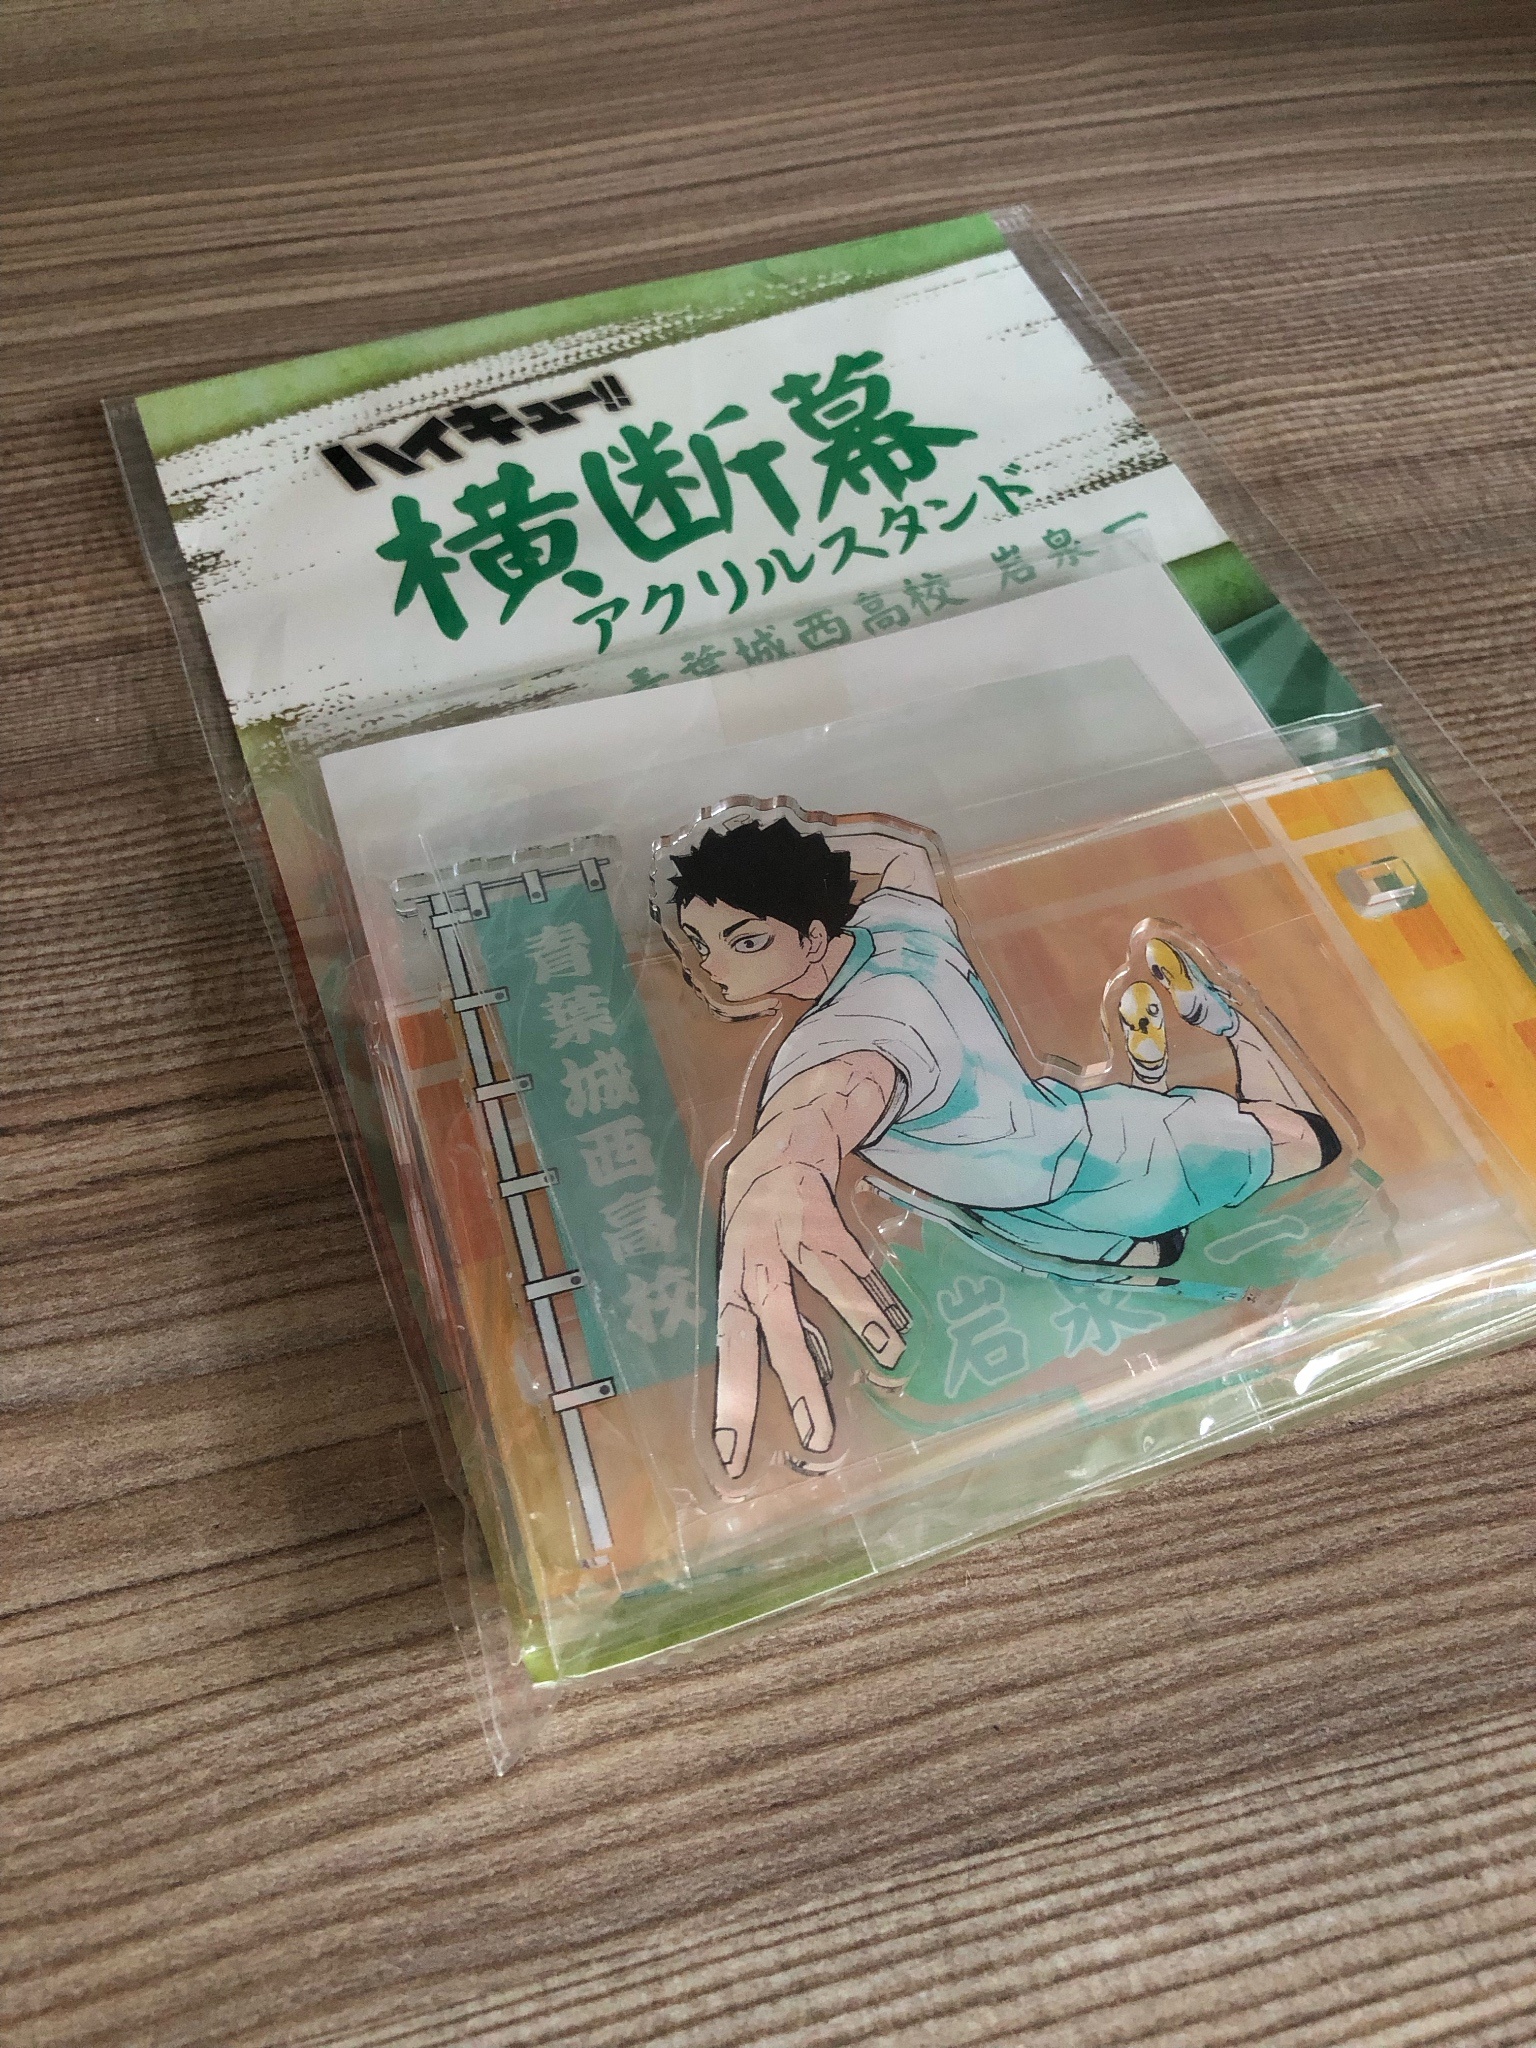 ハイキュー!!
横断幕
アクリルスタンド
青葉城西高校 岩泉一
青葉城西高校
岩泉一